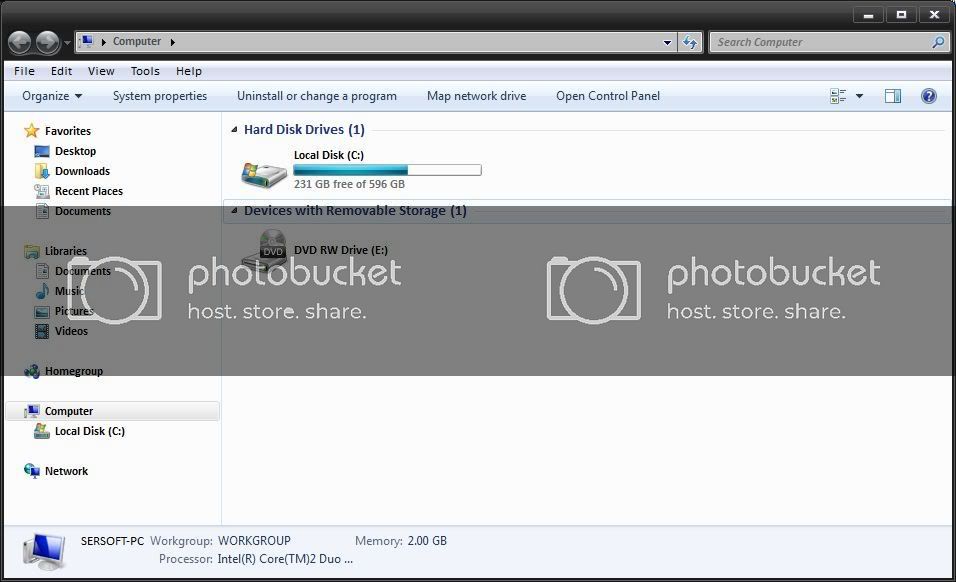 Computer
Search Computer
File Edit View Tools Help
Organize System properties Uninstall or change a program Map network drive Open Control Panel
Favorites
Desktop
Downloads
Recent Places
Documents
Libraries
Documents
Music
Pictures
Videos
Homegroup
Computer
Local Disk (C:)
Network
Hard Disk Drives (1)
Local Disk (C:)
231 GB free of 596 GB
Devices with Removable Storage (1)
DVD
DVD RW Drive (E:)
photobucket
host. store. share.
photobucket
host. store. share.
SERSOFT-PC Workgroup: WORKGROUP Memory: 2.00 GB
Processor: Intel(R) Core(TM)2 Duo ...